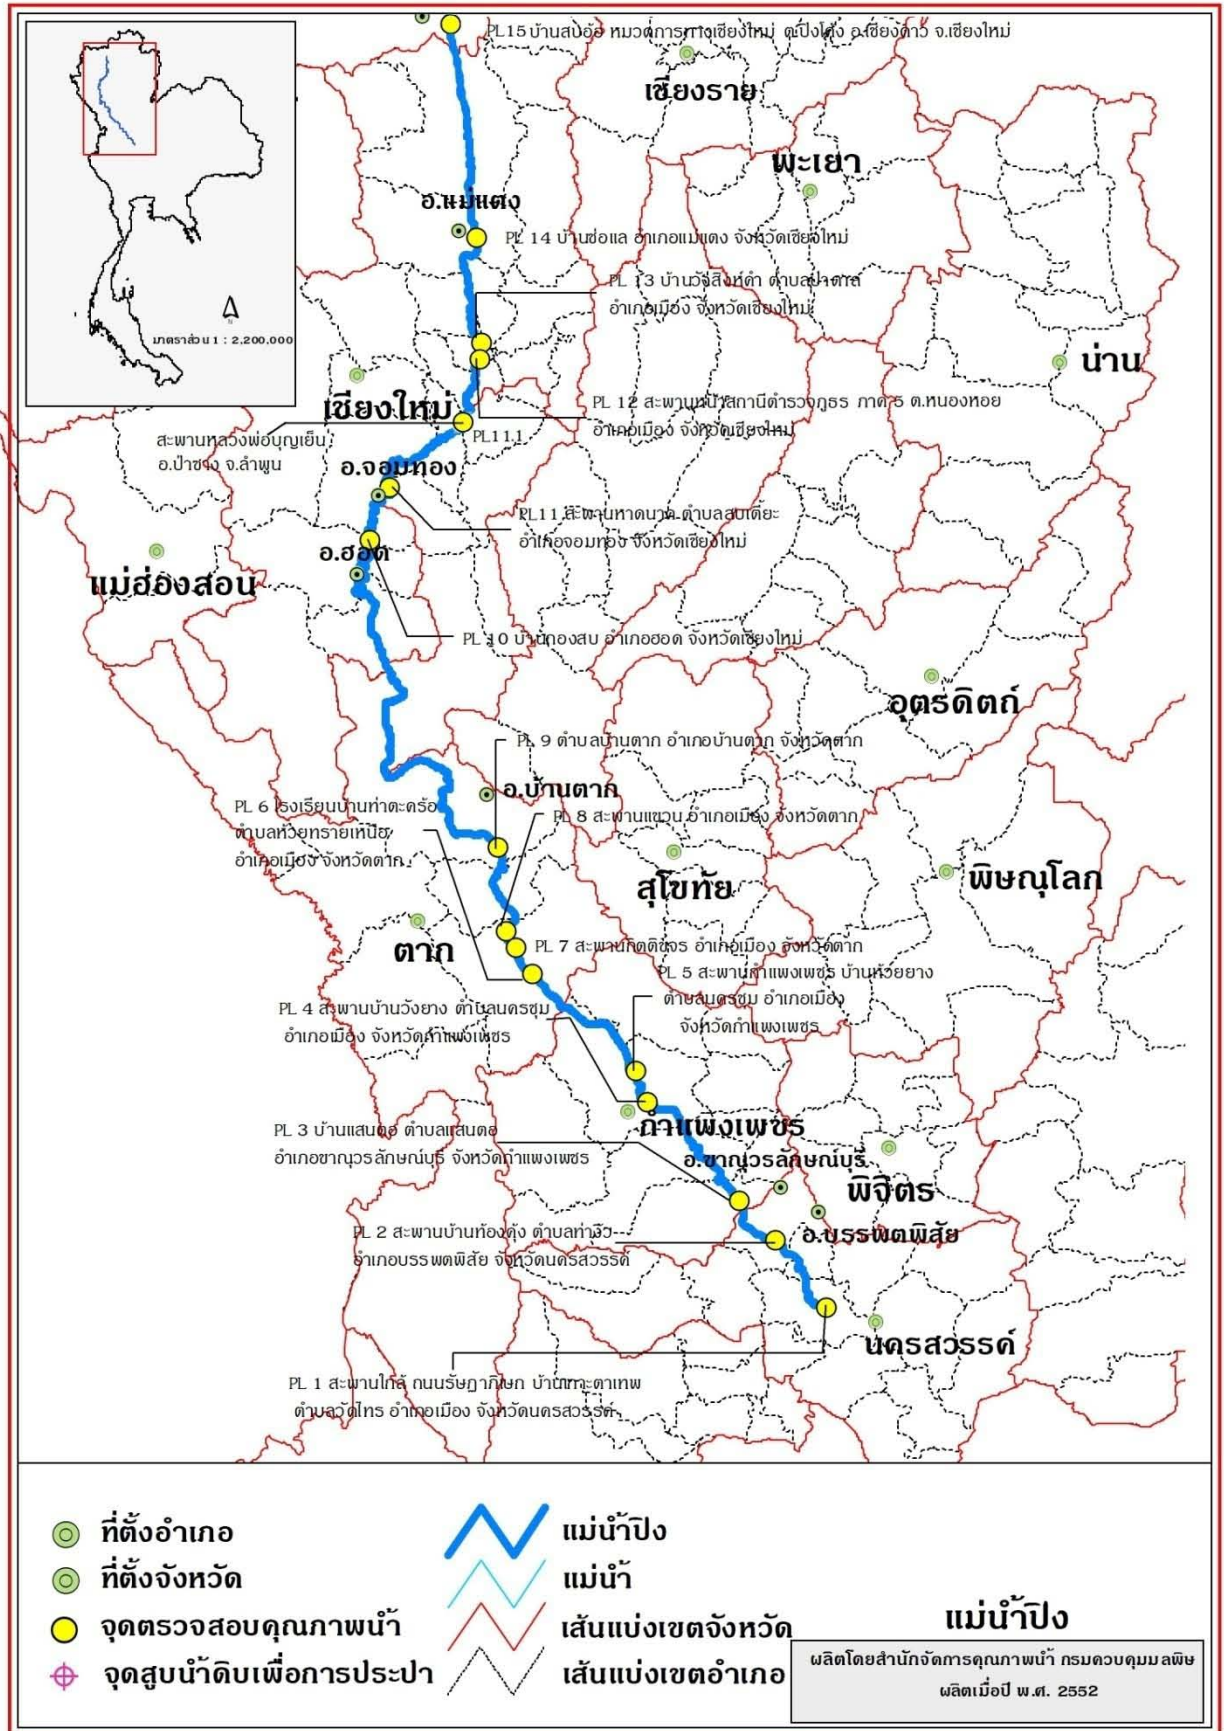 PL15 บ้านสบอ้อ หมวดการทางเชียงใหม่ ต.ปิงโค้ง อ.เชียงดาว จ.เชียงใหม่
เชียงราย
พะเยา
อ.แม่แตง
PL 14 บ้านช่อแล อำเภอแม่แตง จังหวัดเชียงใหม่
PL 13 บ้านวังสิงห์คำ ตำบลป่าตาล
อำเภอเมือง จังหวัดเชียงใหม่
มาตราส่วน 1 : 2,200,000
N
น่าน
เชียงใหม่
PL 12 สะพานหน้าสถานีตำรวจภูธร ภาค 5 ต.หนองหอย
อำเภอเมือง จังหวัดเชียงใหม่
PL11.1
สะพานหลวงพ่อบุญเย็น
อ.ป่าซาง จ.ลำพูน
อ.จอมทอง
PL11 สะพานหาดนาค ตำบลสบเตี๊ยะ
อำเภอจอมทอง จังหวัดเชียงใหม่
อ.ฮอด
แม่ฮ่องสอน
PL 10 บ้านกองสบ อำเภอฮอด จังหวัดเชียงใหม่
อุตรดิตถ์
PL 9 ตำบลบ้านตาก อำเภอบ้านตาก จังหวัดตาก
อ.บ้านตาก
PL 6 โรงเรียนบ้านท่าตะคร้อ
ตำบลห้วยทรายเหนือ
อำเภอเมือง จังหวัดตาก
PL 8 สะพานแขวน อำเภอเมือง จังหวัดตาก
สุโขทัย
พิษณุโลก
ตาก
PL 7 สะพานกิตติขจร อำเภอเมือง จังหวัดตาก
PL 5 สะพานกำแพงเพชร บ้านห้วยยาง
ตำบลนครชุม อำเภอเมือง
จังหวัดกำแพงเพชร
PL 4 สะพานบ้านวังยาง ตำบลนครชุม
อำเภอเมือง จังหวัดกำแพงเพชร
กำแพงเพชร
PL 3 บ้านแสนตอ ตำบลแสนตอ
อำเภอขาณุวรลักษณ์บุรี จังหวัดกำแพงเพชร
อ.ขาณุวรลักษณ์บุรี
พิจิตร
PL 2 สะพานบ้านท้องคุ้ง ตำบลท่างิ้ว
อำเภอบรรพตพิสัย จังหวัดนครสวรรค์
อ.บรรพตพิสัย
นครสวรรค์
PL 1 สะพานใกล้ ถนนรัษฎาภิเษก บ้านเกาะตาเทพ
ตำบลวัดไทร อำเภอเมือง จังหวัดนครสวรรค์
ที่ตั้งอำเภอ
ที่ตั้งจังหวัด
จุดตรวจสอบคุณภาพน้ำ
จุดสูบน้ำดิบเพื่อการประปา
แม่น้ำปิง
แม่น้ำ
เส้นแบ่งเขตจังหวัด
เส้นแบ่งเขตอำเภอ
แม่น้ำปิง
ผลิตโดยสำนักจัดการคุณภาพน้ำ กรมควบคุมมลพิษ
ผลิตเมื่อปี พ.ศ. 2552